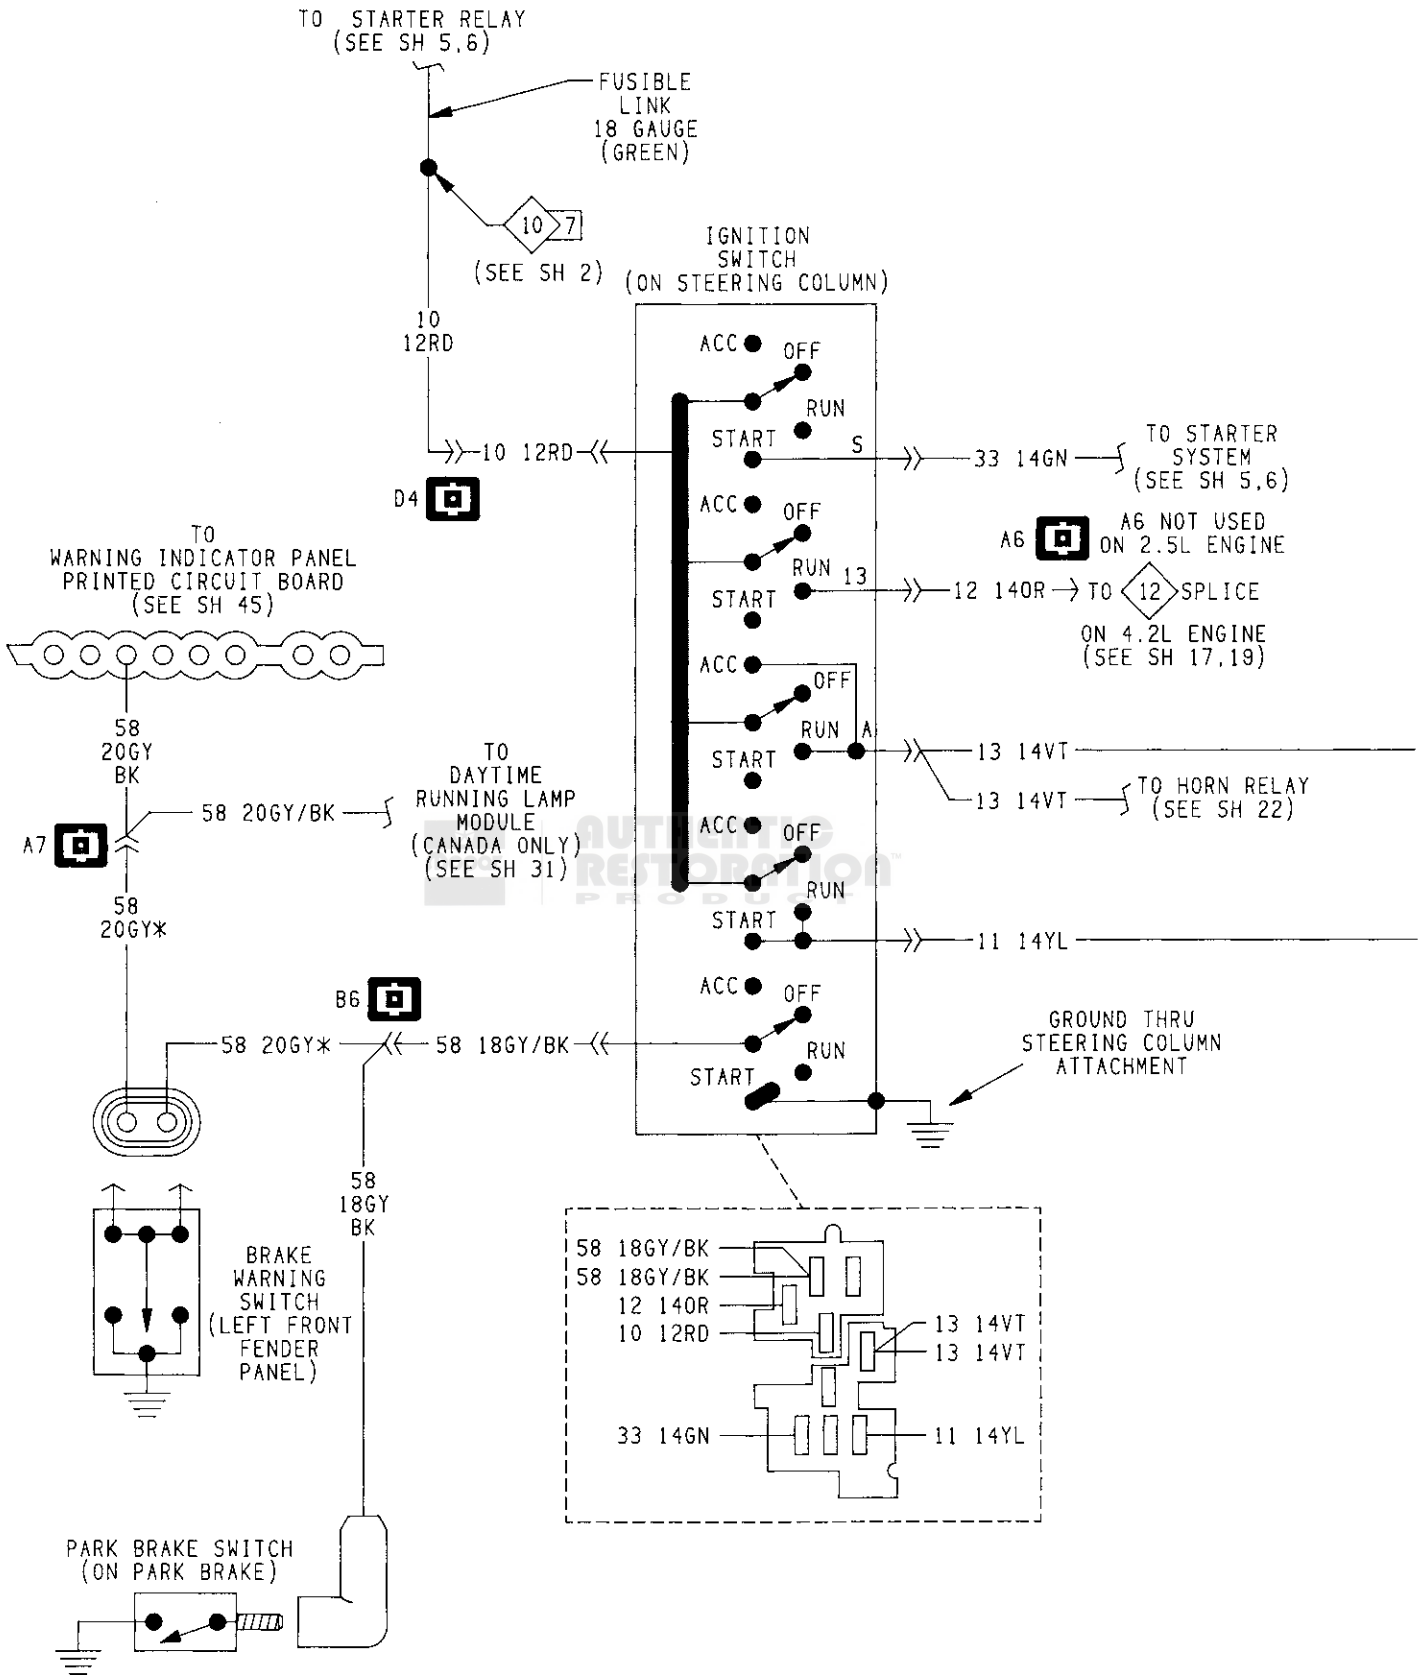 TO STARTER RELAY
(SEE SH 5,6)
FUSIBLE
LINK
18 GAUGE
(GREEN)
10 7
(SEE SH 2)
IGNITION
SWITCH
(ON STEERING COLUMN)
10
12RD
ACC
OFF
RUN
START
S
10 12RD
33 14GN
TO STARTER
SYSTEM
(SEE SH 5,6)
D4
ACC
OFF
RUN
13
START
A6
A6 NOT USED
ON 2.5L ENGINE
12 14OR
TO 12 SPLICE
ON 4.2L ENGINE
(SEE SH 17,19)
TO
WARNING INDICATOR PANEL
PRINTED CIRCUIT BOARD
(SEE SH 45)
ACC
OFF
RUN
A
START
13 14VT
13 14VT
TO HORN RELAY
(SEE SH 22)
58
20GY
BK
58 20GY/BK
TO
DAYTIME
RUNNING LAMP
MODULE
(CANADA ONLY)
(SEE SH 31)
AUTHENTIC
RESTORATION™
PRODUCT
A7
58
20GY*
ACC
OFF
RUN
START
11 14YL
B6
58 20GY*
58 18GY/BK
ACC
OFF
RUN
START
GROUND THRU
STEERING COLUMN
ATTACHMENT
58
18GY
BK
BRAKE
WARNING
SWITCH
(LEFT FRONT
FENDER
PANEL)
58 18GY/BK
58 18GY/BK
12 14OR
10 12RD
13 14VT
13 14VT
33 14GN
11 14YL
PARK BRAKE SWITCH
(ON PARK BRAKE)